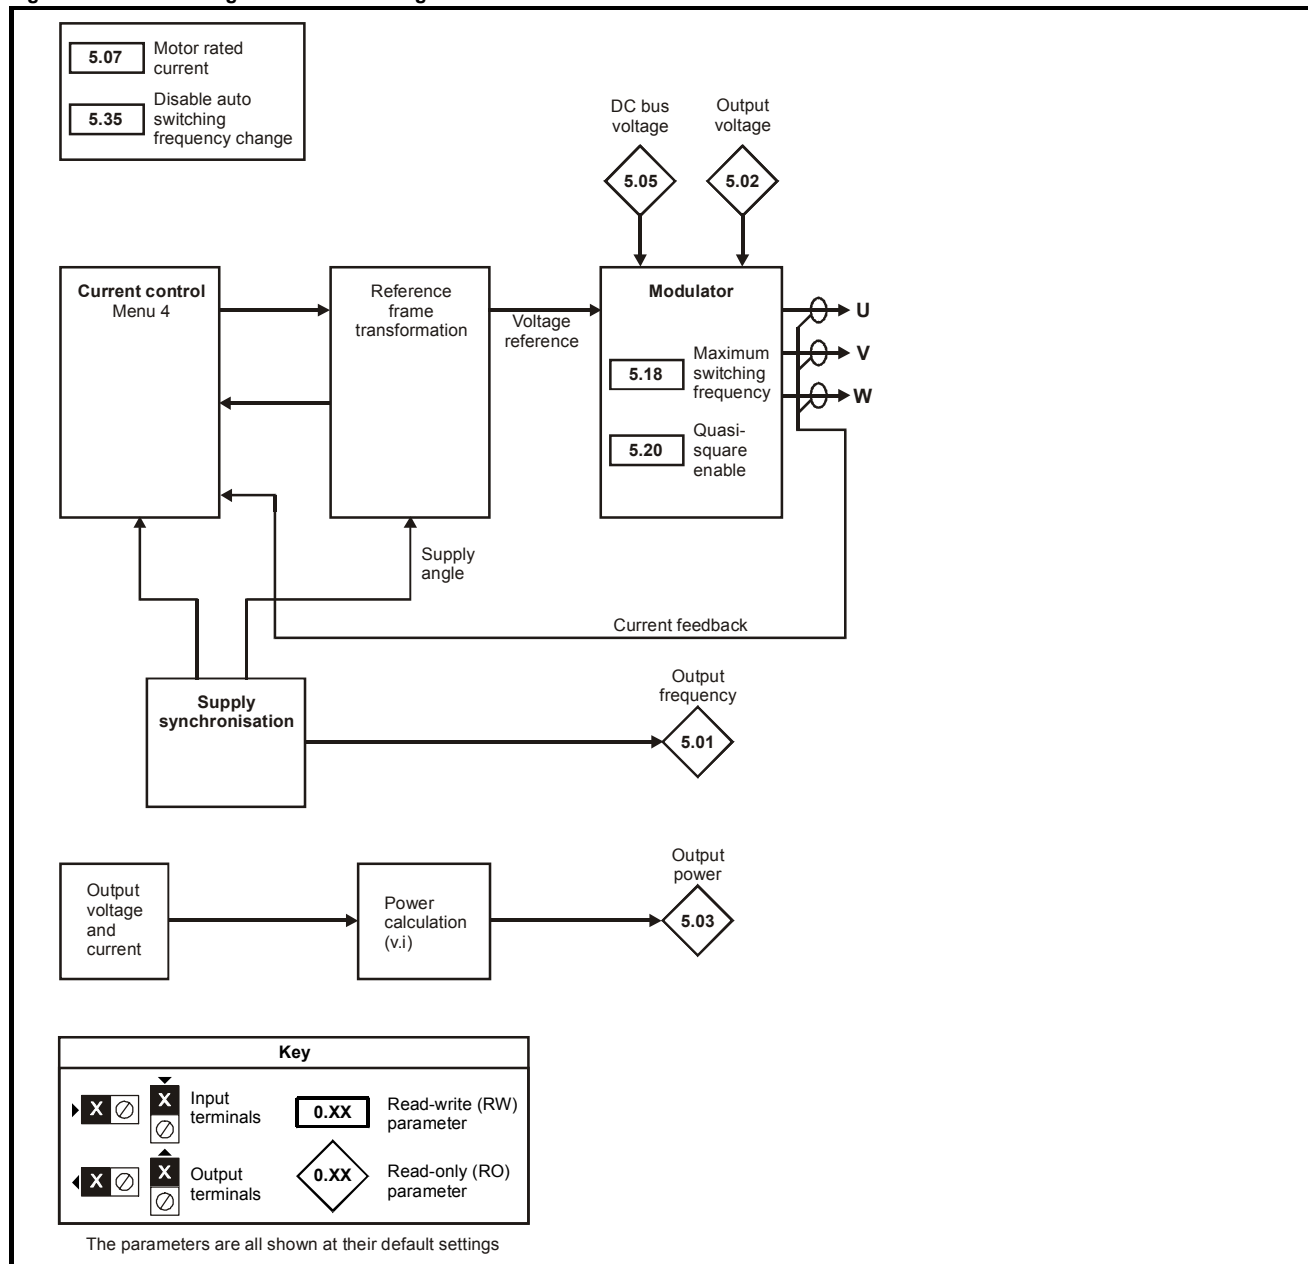 5.07
Motor rated
current
5.35
Disable auto
switching
frequency change
DC bus
voltage
Output
voltage
5.05
5.02
Current control
Menu 4
Reference
frame
transformation
Voltage
reference
Modulator
5.18
Maximum
switching
frequency
5.20
Quasi-
square
enable
U
V
W
Supply
angle
Current feedback
Supply
synchronisation
Output
frequency
5.01
Output
voltage
and
current
Power
calculation
(v.i)
Output
power
5.03
Key
X
X
Input
terminals
0.XX
Read-write (RW)
parameter
X
X
Output
terminals
0.XX
Read-only (RO)
parameter
The parameters are all shown at their default settings